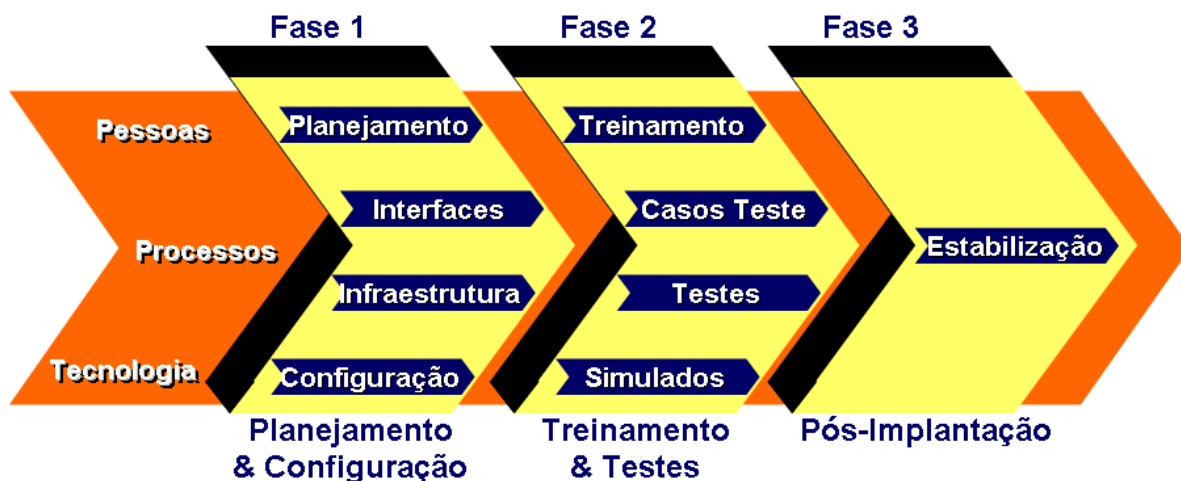 Fase 1
Fase 2
Fase 3
Pessoas
Processos
Tecnologia
Planejamento
Interfaces
Infraestrutura
Configuração
Treinamento
Casos Teste
Testes
Simulados
Estabilização
Planejamento
& Configuração
Treinamento
& Testes
Pós-Implantação